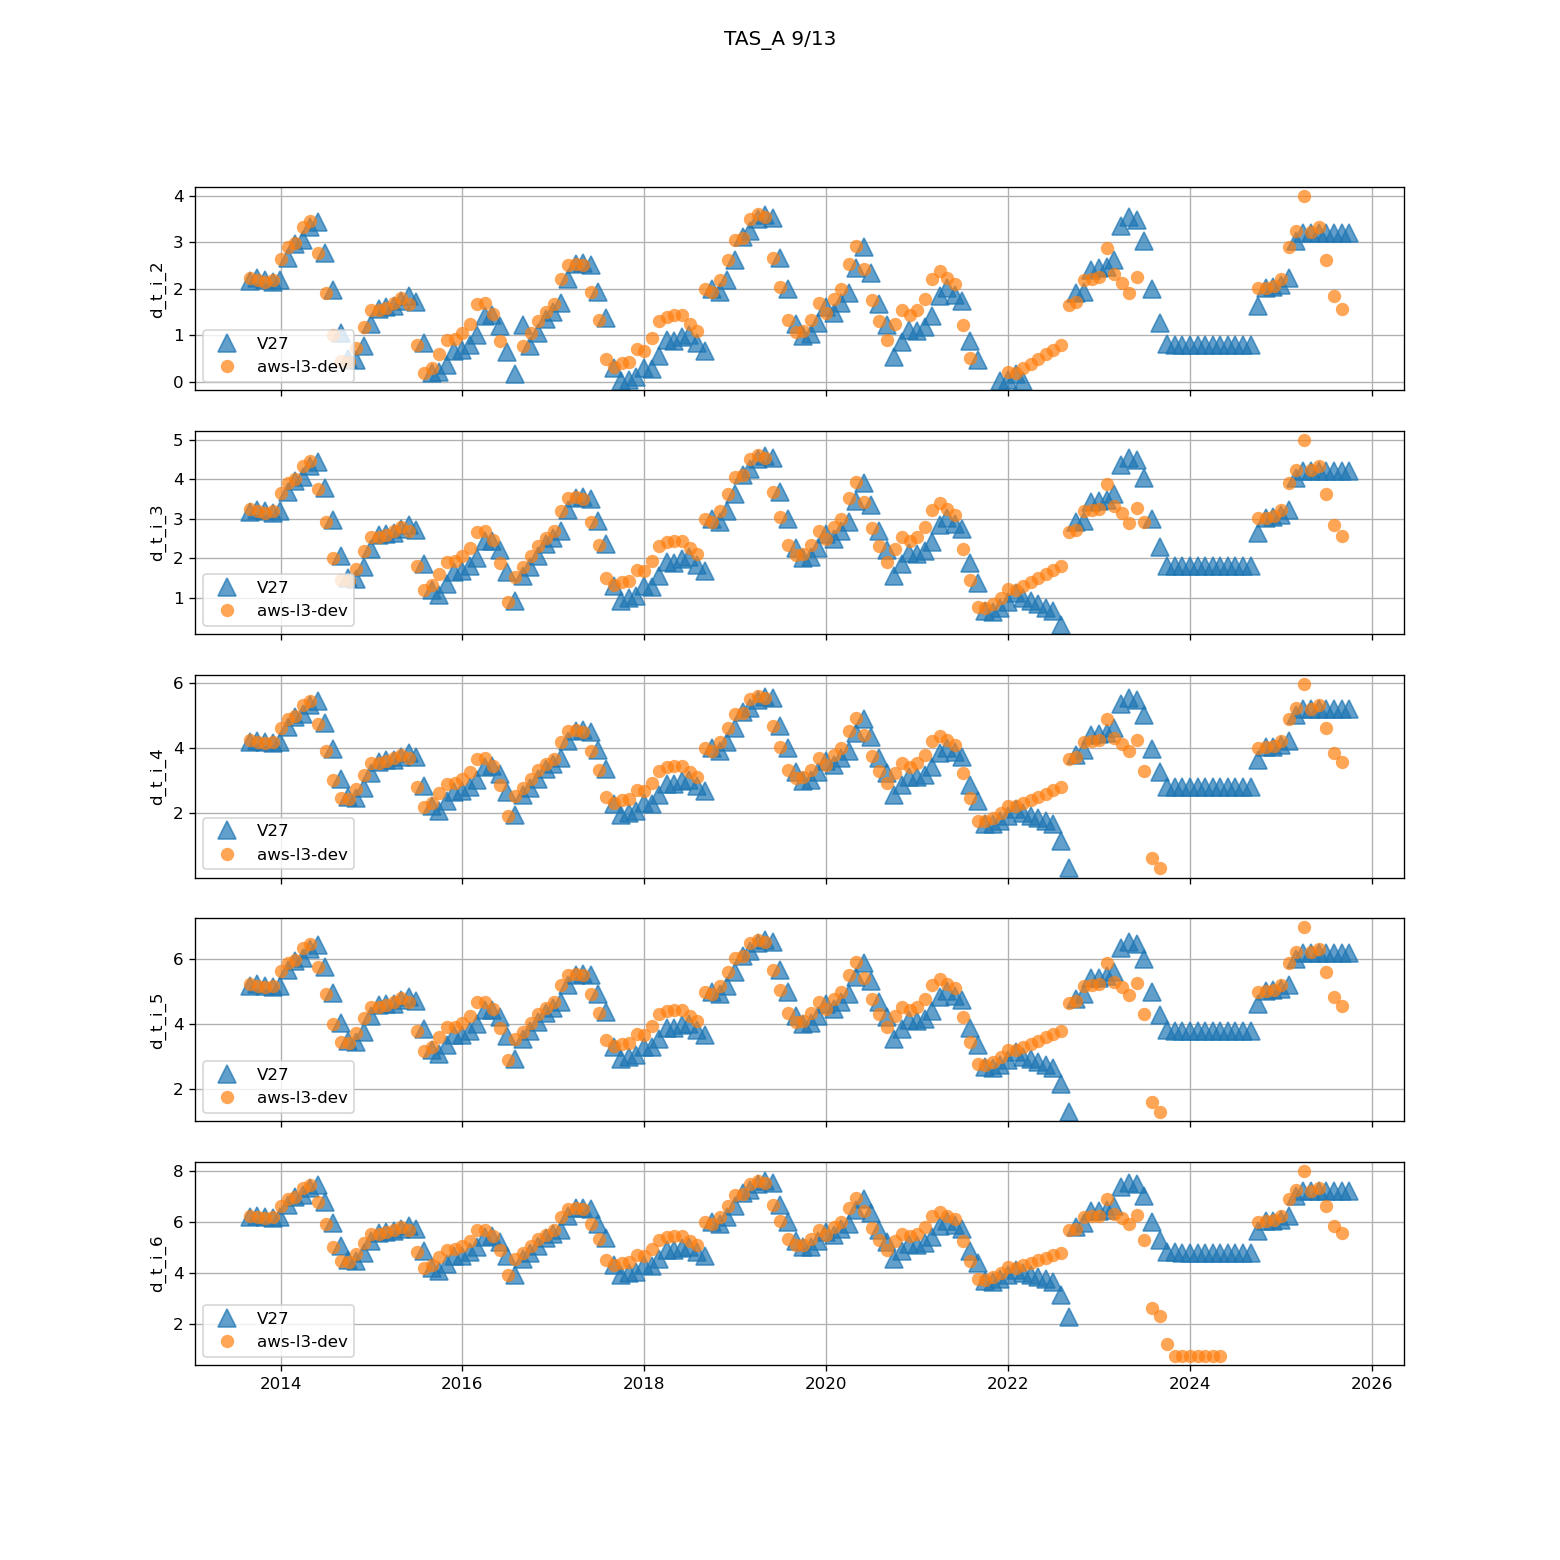 TAS_A 9/13
4
3
2
1
0
d_t_i_2
V27
aws-l3-dev
5
4
3
2
1
d_t_i_3
V27
aws-l3-dev
6
4
2
d_t_i_4
V27
aws-l3-dev
6
4
2
d_t_i_5
V27
aws-l3-dev
8
6
4
2
d_t_i_6
V27
aws-l3-dev
2014 2016 2018 2020 2022 2024 2026